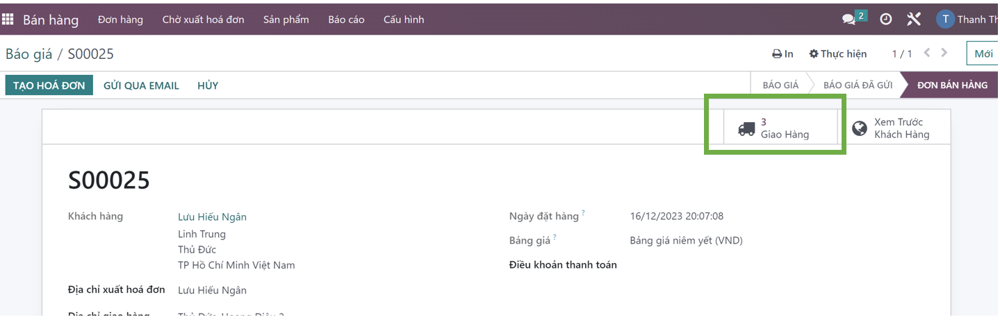 Bán hàng Đơn hàng Chờ xuất hoá đơn Sản phẩm Báo cáo Cấu hình 2 T Thanh Th
Báo giá / S00025 In Thực hiện 1 / 1 Mới
TẠO HOÁ ĐƠN GỬI QUA EMAIL HỦY BÁO GIÁ BÁO GIÁ ĐÃ GỬI ĐƠN BÁN HÀNG
3
Giao Hàng
Xem Trước
Khách Hàng
S00025
Khách hàng Lưu Hiếu Ngân
Linh Trung
Thủ Đức
TP Hồ Chí Minh Việt Nam
Ngày đặt hàng ? 16/12/2023 20:07:08
Bảng giá ? Bảng giá niêm yết (VND)
Điều khoản thanh toán
Địa chỉ xuất hoá đơn Lưu Hiếu Ngân
Địa chỉ giao hàng